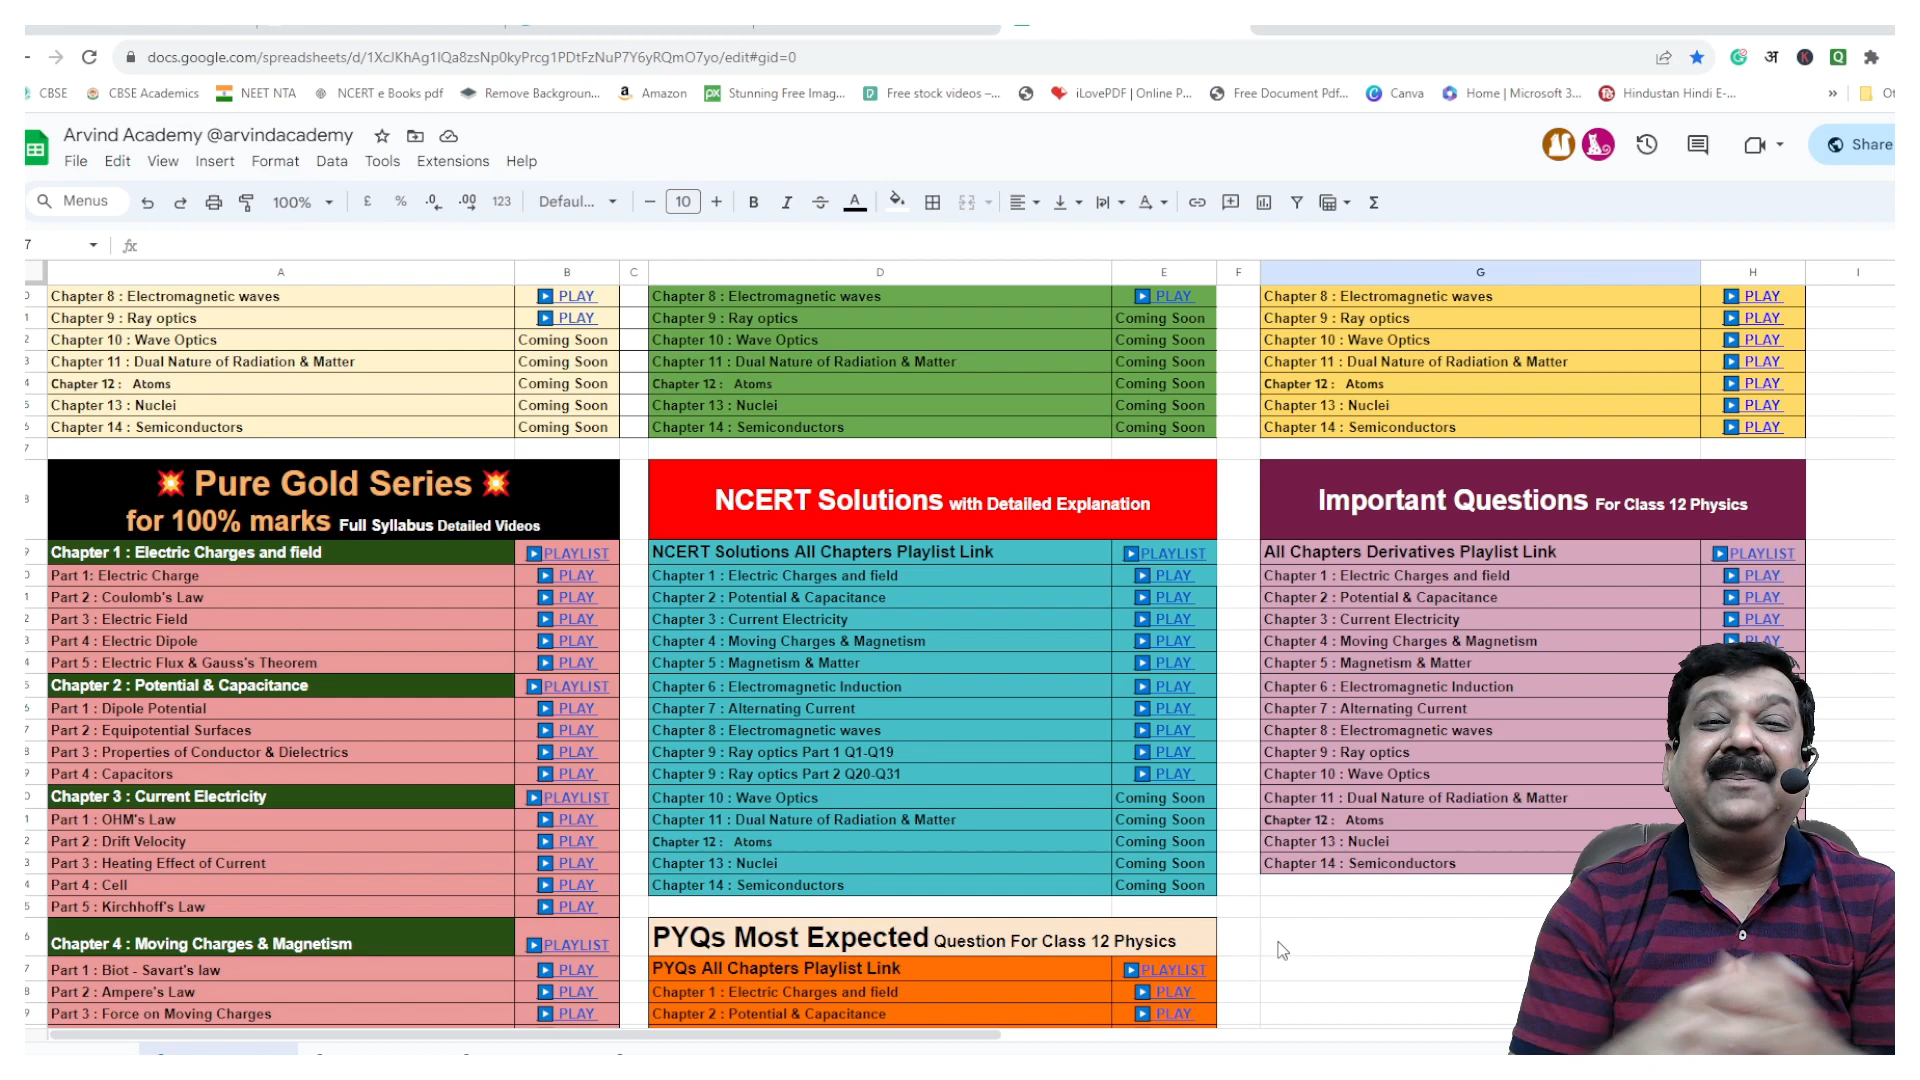 docs.google.com/spreadsheets/d/1XcJKhAg1IQa8zsNp0kyPrcg1PDtFzNuP7Y6yRQmO7yo/edit#gid=0
CBSE CBSE Academics NEET NTA NCERT e Books pdf Remove Backgroun... Amazon Stunning Free Imag... Free stock videos –... iLovePDF | Online P... Free Document Pdf... Canva Home | Microsoft 3... Hindustan Hindi E-... »
Arvind Academy @arvindacademy
File Edit View Insert Format Data Tools Extensions Help
Share
Menus 100% £ % .0 .00 123 Defaul... 10 B I A Σ
7 fx
A B C D E F G H I
Chapter 8 : Electromagnetic waves PLAY Chapter 8 : Electromagnetic waves PLAY Chapter 8 : Electromagnetic waves PLAY
Chapter 9 : Ray optics PLAY Chapter 9 : Ray optics Coming Soon Chapter 9 : Ray optics PLAY
Chapter 10 : Wave Optics Coming Soon Chapter 10 : Wave Optics Coming Soon Chapter 10 : Wave Optics PLAY
Chapter 11 : Dual Nature of Radiation & Matter Coming Soon Chapter 11 : Dual Nature of Radiation & Matter Coming Soon Chapter 11 : Dual Nature of Radiation & Matter PLAY
Chapter 12 : Atoms Coming Soon Chapter 12 : Atoms Coming Soon Chapter 12 : Atoms PLAY
Chapter 13 : Nuclei Coming Soon Chapter 13 : Nuclei Coming Soon Chapter 13 : Nuclei PLAY
Chapter 14 : Semiconductors Coming Soon Chapter 14 : Semiconductors Coming Soon Chapter 14 : Semiconductors PLAY
Pure Gold Series
for 100% marks Full Syllabus Detailed Videos
Chapter 1 : Electric Charges and field PLAYLIST
Part 1: Electric Charge PLAY
Part 2 : Coulomb's Law PLAY
Part 3 : Electric Field PLAY
Part 4 : Electric Dipole PLAY
Part 5 : Electric Flux & Gauss's Theorem PLAY
Chapter 2 : Potential & Capacitance PLAYLIST
Part 1 : Dipole Potential PLAY
Part 2 : Equipotential Surfaces PLAY
Part 3 : Properties of Conductor & Dielectrics PLAY
Part 4 : Capacitors PLAY
Chapter 3 : Current Electricity PLAYLIST
Part 1 : OHM's Law PLAY
Part 2 : Drift Velocity PLAY
Part 3 : Heating Effect of Current PLAY
Part 4 : Cell PLAY
Part 5 : Kirchhoff's Law PLAY
Chapter 4 : Moving Charges & Magnetism PLAYLIST
Part 1 : Biot - Savart's law PLAY
Part 2 : Ampere's Law PLAY
Part 3 : Force on Moving Charges PLAY
NCERT Solutions with Detailed Explanation
NCERT Solutions All Chapters Playlist Link PLAYLIST
Chapter 1 : Electric Charges and field PLAY
Chapter 2 : Potential & Capacitance PLAY
Chapter 3 : Current Electricity PLAY
Chapter 4 : Moving Charges & Magnetism PLAY
Chapter 5 : Magnetism & Matter PLAY
Chapter 6 : Electromagnetic Induction PLAY
Chapter 7 : Alternating Current PLAY
Chapter 8 : Electromagnetic waves PLAY
Chapter 9 : Ray optics Part 1 Q1-Q19 PLAY
Chapter 9 : Ray optics Part 2 Q20-Q31 PLAY
Chapter 10 : Wave Optics Coming Soon
Chapter 11 : Dual Nature of Radiation & Matter Coming Soon
Chapter 12 : Atoms Coming Soon
Chapter 13 : Nuclei Coming Soon
Chapter 14 : Semiconductors Coming Soon
PYQs Most Expected Question For Class 12 Physics
PYQs All Chapters Playlist Link PLAYLIST
Chapter 1 : Electric Charges and field PLAY
Chapter 2 : Potential & Capacitance PLAY
Important Questions For Class 12 Physics
All Chapters Derivatives Playlist Link PLAYLIST
Chapter 1 : Electric Charges and field PLAY
Chapter 2 : Potential & Capacitance PLAY
Chapter 3 : Current Electricity PLAY
Chapter 4 : Moving Charges & Magnetism PLAY
Chapter 5 : Magnetism & Matter
Chapter 6 : Electromagnetic Induction
Chapter 7 : Alternating Current
Chapter 8 : Electromagnetic waves
Chapter 9 : Ray optics
Chapter 10 : Wave Optics
Chapter 11 : Dual Nature of Radiation & Matter
Chapter 12 : Atoms
Chapter 13 : Nuclei
Chapter 14 : Semiconductors